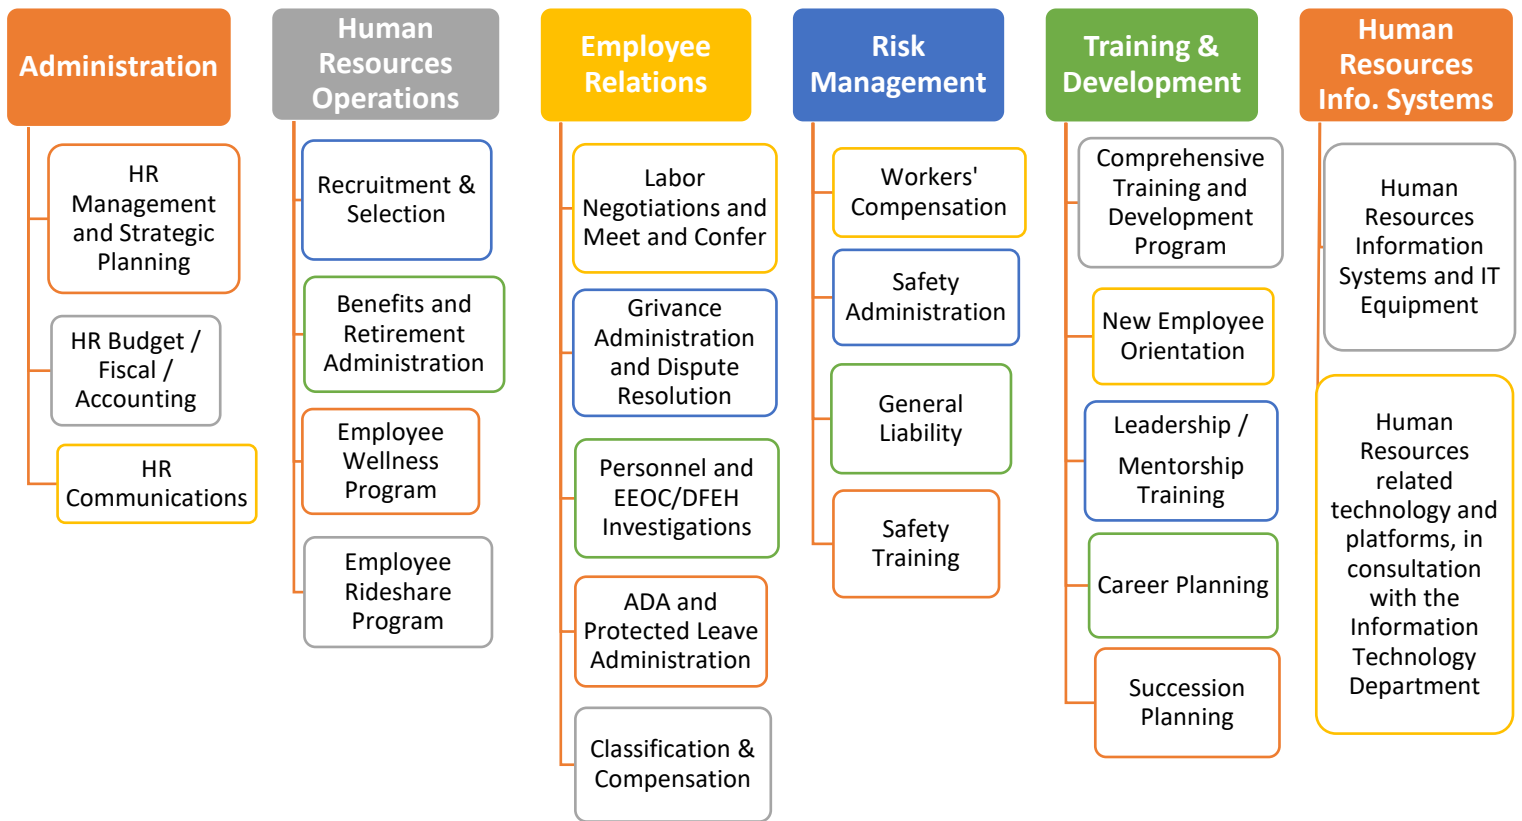 Administration
HR
Management
and Strategic
Planning
HR Budget /
Fiscal /
Accounting
HR
Communications
Human
Resources
Operations
Recruitment &
Selection
Benefits and
Retirement
Administration
Employee
Wellness
Program
Employee
Rideshare
Program
Employee
Relations
Labor
Negotiations and
Meet and Confer
Grivance
Administration
and Dispute
Resolution
Personnel and
EEOC/DFEH
Investigations
ADA and
Protected Leave
Administration
Classification &
Compensation
Risk
Management
Workers'
Compensation
Safety
Administration
General
Liability
Safety
Training
Training &
Development
Comprehensive
Training and
Development
Program
New Employee
Orientation
Leadership /
Mentorship
Training
Career Planning
Succession
Planning
Human
Resources
Info. Systems
Human
Resources
Information
Systems and IT
Equipment
Human
Resources
related
technology and
platforms, in
consultation
with the
Information
Technology
Department